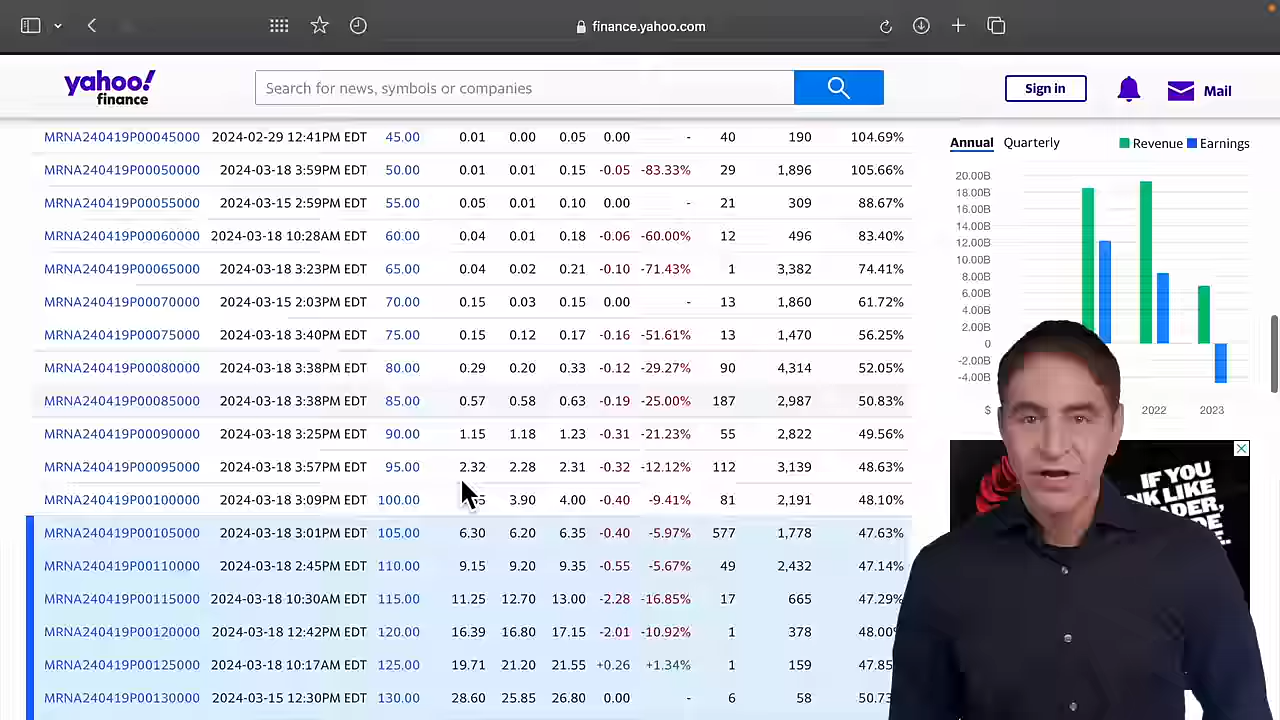 finance.yahoo.com
yahoo!
finance
Search for news, symbols or companies
Sign in
Mail
MRNA240419P00045000 2024-02-29 12:41PM EDT 45.00 0.01 0.00 0.05 0.00 - 40 190 104.69%
MRNA240419P00050000 2024-03-18 3:59PM EDT 50.00 0.01 0.01 0.15 -0.05 -83.33% 29 1,896 105.66%
MRNA240419P00055000 2024-03-15 2:59PM EDT 55.00 0.05 0.01 0.10 0.00 - 21 309 88.67%
MRNA240419P00060000 2024-03-18 10:28AM EDT 60.00 0.04 0.01 0.18 -0.06 -60.00% 12 496 83.40%
MRNA240419P00065000 2024-03-18 3:23PM EDT 65.00 0.04 0.02 0.21 -0.10 -71.43% 1 3,382 74.41%
MRNA240419P00070000 2024-03-15 2:03PM EDT 70.00 0.15 0.03 0.15 0.00 - 13 1,860 61.72%
MRNA240419P00075000 2024-03-18 3:40PM EDT 75.00 0.15 0.12 0.17 -0.16 -51.61% 13 1,470 56.25%
MRNA240419P00080000 2024-03-18 3:38PM EDT 80.00 0.29 0.20 0.33 -0.12 -29.27% 90 4,314 52.05%
MRNA240419P00085000 2024-03-18 3:38PM EDT 85.00 0.57 0.58 0.63 -0.19 -25.00% 187 2,987 50.83%
MRNA240419P00090000 2024-03-18 3:25PM EDT 90.00 1.15 1.18 1.23 -0.31 -21.23% 55 2,822 49.56%
MRNA240419P00095000 2024-03-18 3:57PM EDT 95.00 2.32 2.28 2.31 -0.32 -12.12% 112 3,139 48.63%
MRNA240419P00100000 2024-03-18 3:09PM EDT 100.00 3.90 4.00 -0.40 -9.41% 81 2,191 48.10%
MRNA240419P00105000 2024-03-18 3:01PM EDT 105.00 6.30 6.20 6.35 -0.40 -5.97% 577 1,778 47.63%
MRNA240419P00110000 2024-03-18 2:45PM EDT 110.00 9.15 9.20 9.35 -0.55 -5.67% 49 2,432 47.14%
MRNA240419P00115000 2024-03-18 10:30AM EDT 115.00 11.25 12.70 13.00 -2.28 -16.85% 17 665 47.29%
MRNA240419P00120000 2024-03-18 12:42PM EDT 120.00 16.39 16.80 17.15 -2.01 -10.92% 1 378 48.00%
MRNA240419P00125000 2024-03-18 10:17AM EDT 125.00 19.71 21.20 21.55 +0.26 +1.34% 1 159 47.85
MRNA240419P00130000 2024-03-15 12:30PM EDT 130.00 28.60 25.85 26.80 0.00 - 6 58 50.73
Annual Quarterly Revenue Earnings
20.00B
18.00B
16.00B
14.00B
12.00B
10.00B
8.00B
6.00B
4.00B
2.00B
0
-2.00B
-4.00B
$ 2022 2023
IF YOU
LIKE